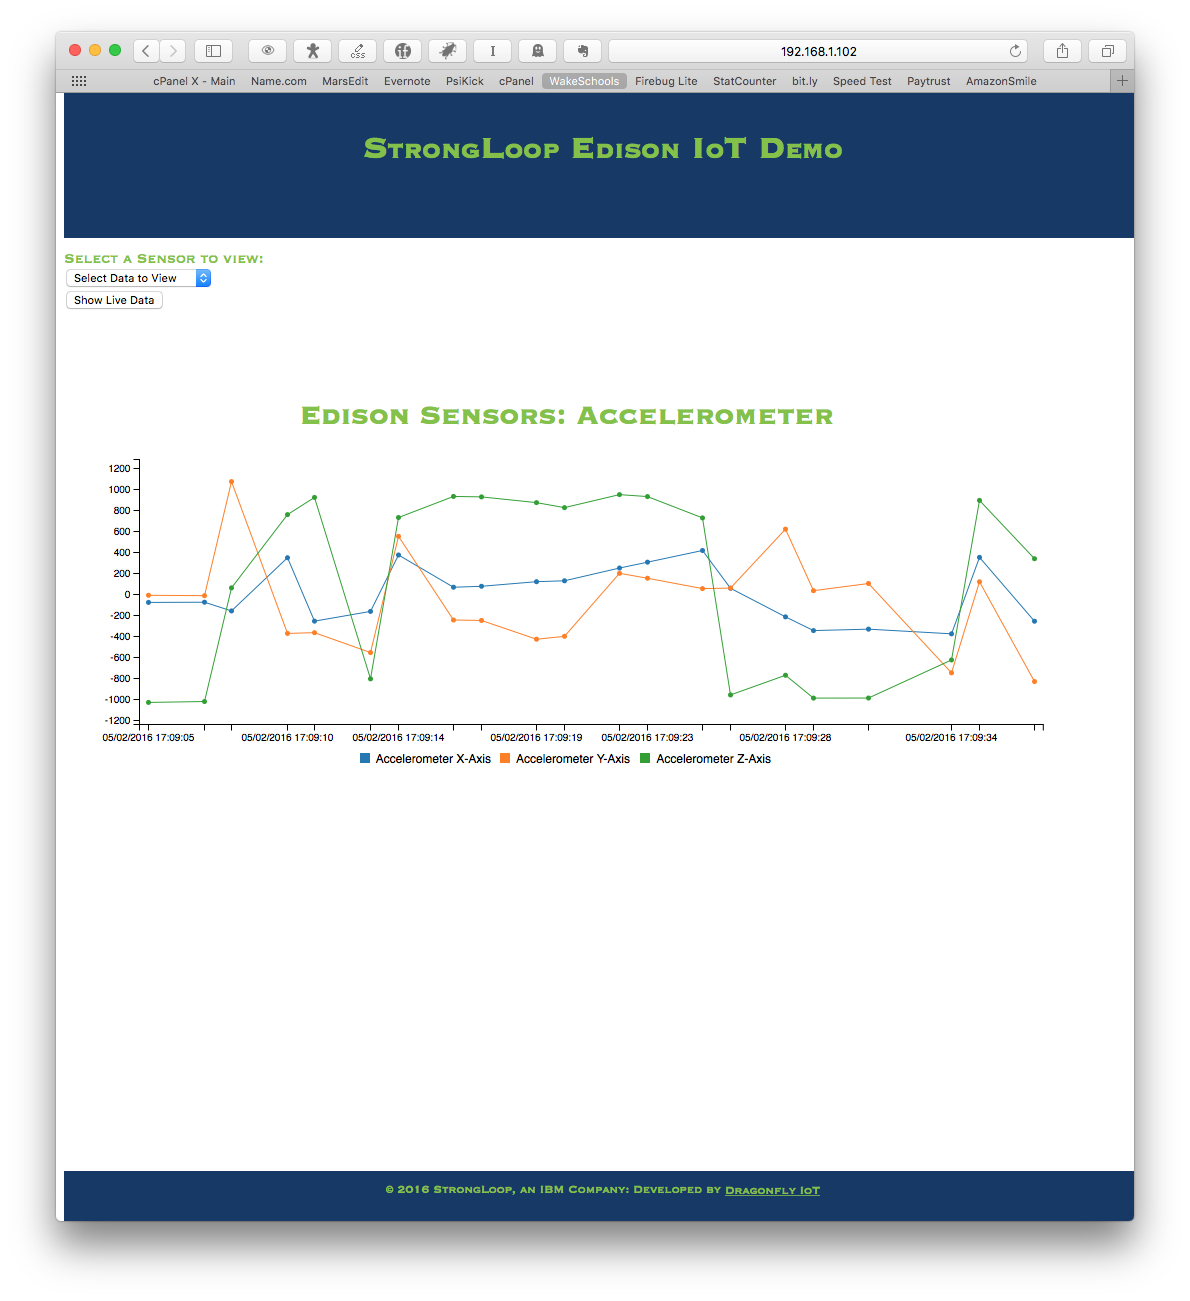 192.168.1.102
cPanel X - Main Name.com MarsEdit Evernote PsiKick cPanel WakeSchools Firebug Lite StatCounter bit.ly Speed Test Paytrust AmazonSmile
StrongLoop Edison IoT Demo
Select a Sensor to view:
Select Data to View
Show Live Data
Edison Sensors: Accelerometer
1200
1000
800
600
400
200
0
-200
-400
-600
-800
-1000
-1200
05/02/2016 17:09:05 05/02/2016 17:09:10 05/02/2016 17:09:14 05/02/2016 17:09:19 05/02/2016 17:09:23 05/02/2016 17:09:28 05/02/2016 17:09:34
Accelerometer X-Axis Accelerometer Y-Axis Accelerometer Z-Axis
© 2016 StrongLoop, an IBM Company: Developed by Dragonfly IoT